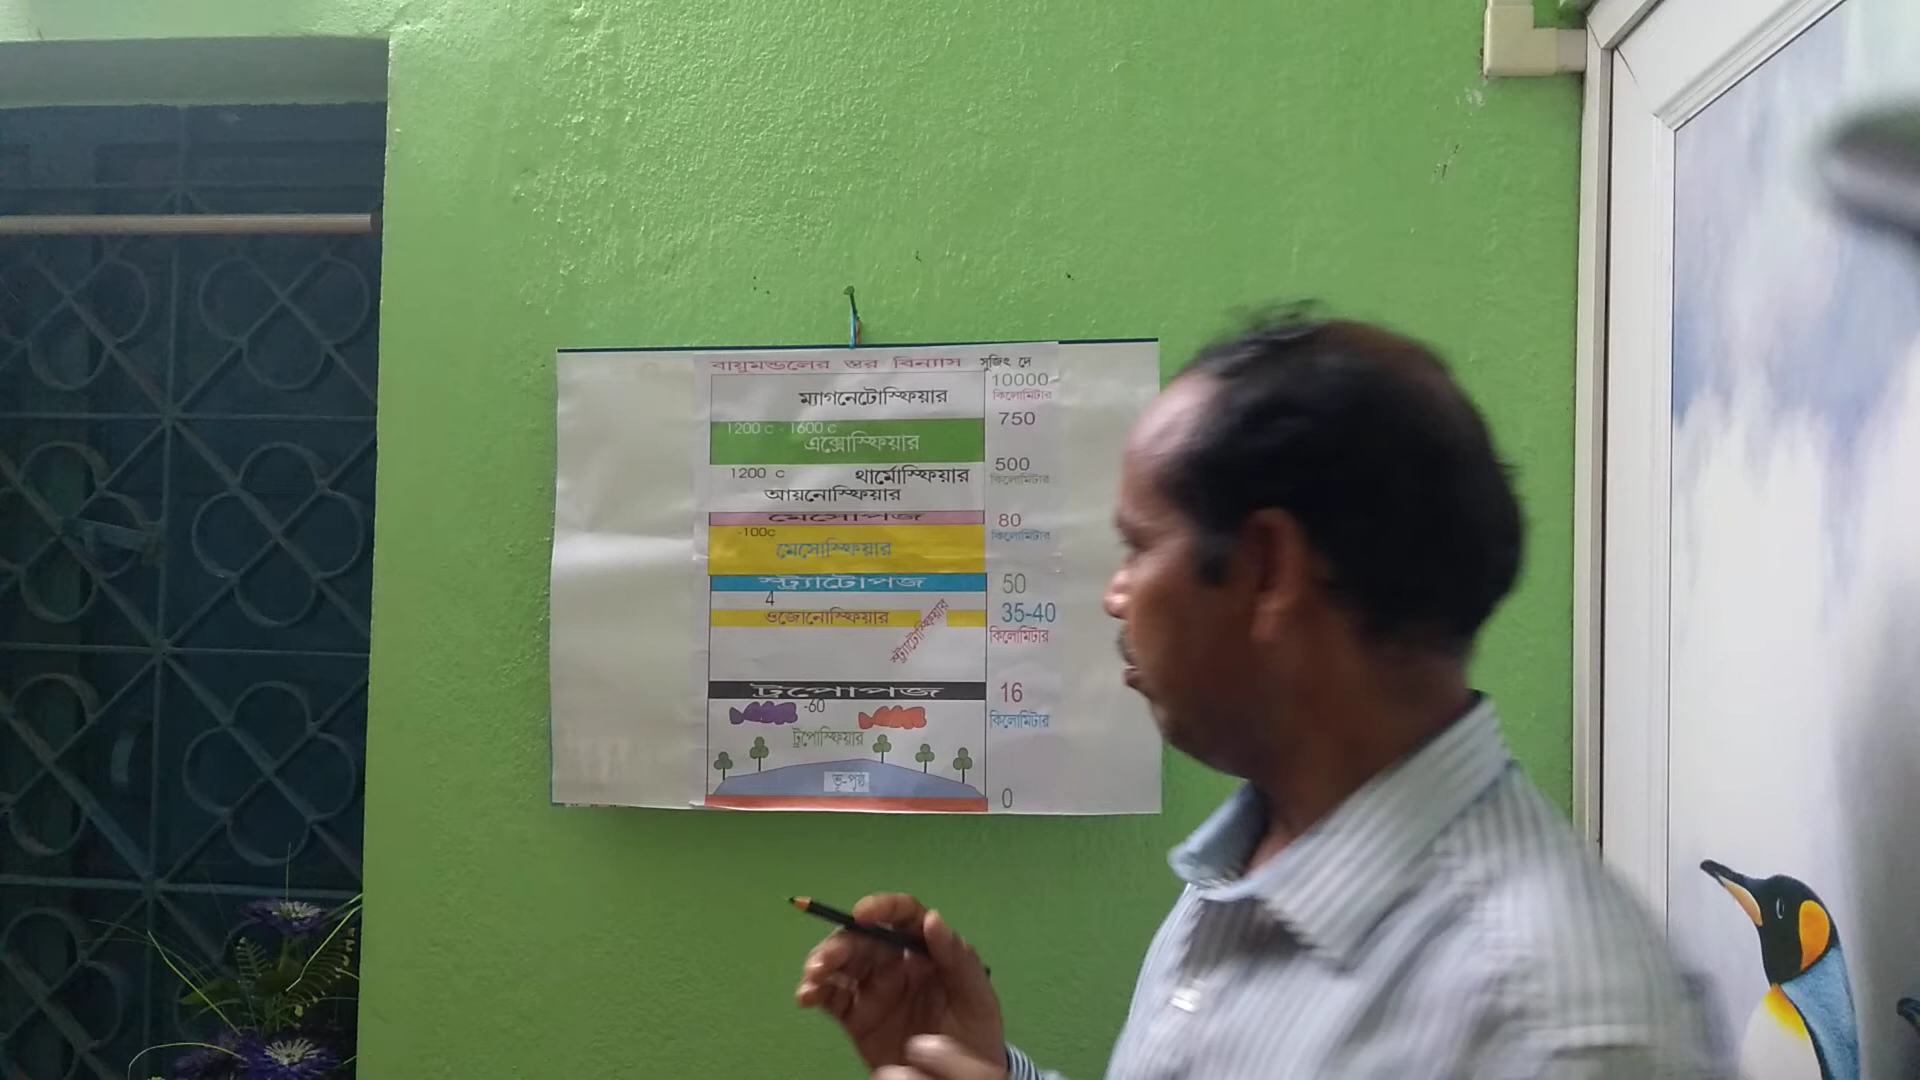 বায়ুমন্ডলের স্তর বিন্যাস সুজিৎ দে
10000
কিলোমিটার
ম্যাগনেটোস্ফিয়ার
750
1200 c - 1600 c
এক্সোস্ফিয়ার
500
কিলোমিটার
1200 c থার্মোস্ফিয়ার
আয়নোস্ফিয়ার
মেসোপজ 80
কিলোমিটার
-100c
মেসোস্ফিয়ার
স্ট্র্যাটোপজ 50
4
ওজোনোস্ফিয়ার 35-40
কিলোমিটার
স্ট্র্যাটোস্ফিয়ার
ট্রপোপজ 16
কিলোমিটার
-60
ট্রপোস্ফিয়ার
ভূ-পৃষ্ঠ
0